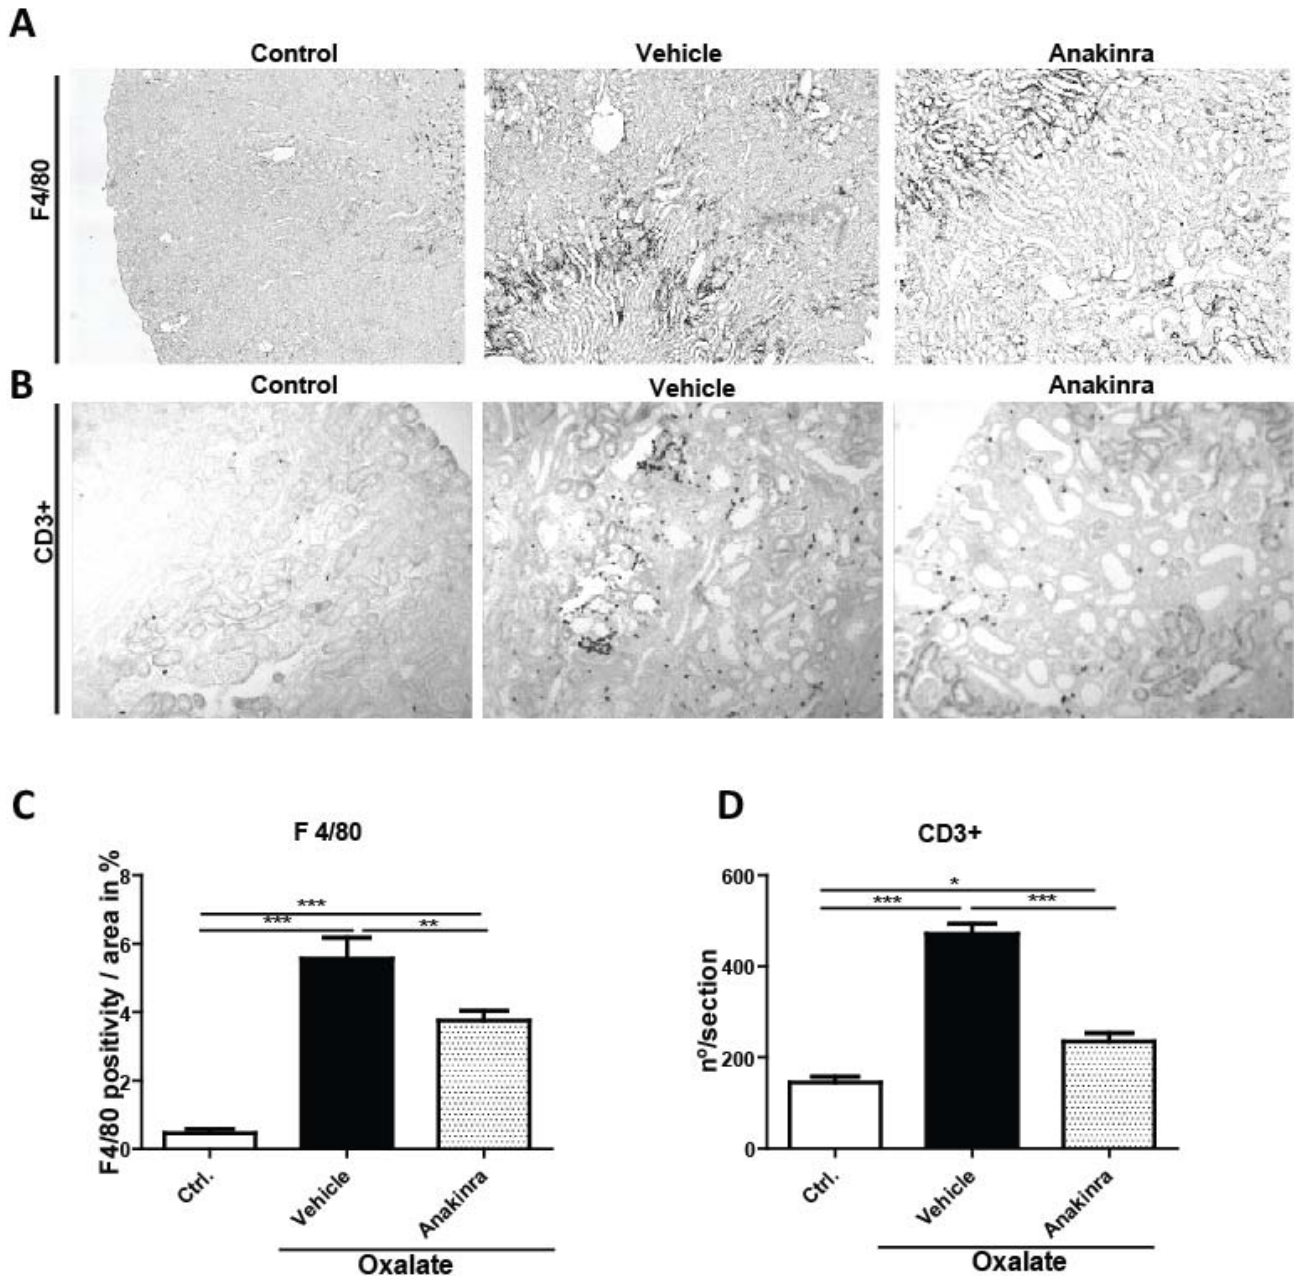 A
Control Vehicle Anakinra
F4/80
B
Control Vehicle Anakinra
CD3+
C
F 4/80
F4/80 positivity / area in %
8
6
4
2
0
***
*** **
Ctrl. Vehicle Anakinra
Oxalate
D
CD3+
nº/section
600
400
200
0
*
*** ***
Ctrl. Vehicle Anakinra
Oxalate